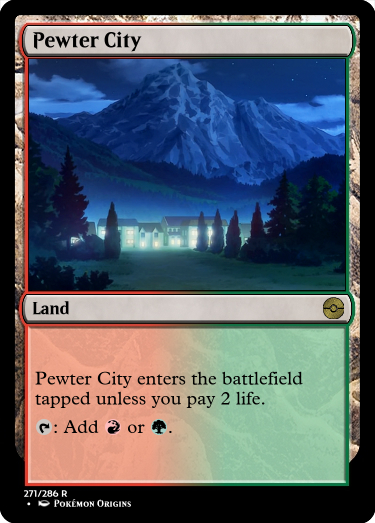 Pewter City
Land
Pewter City enters the battlefield
tapped unless you pay 2 life.
: Add or .
271/286 R
• Pokémon Origins